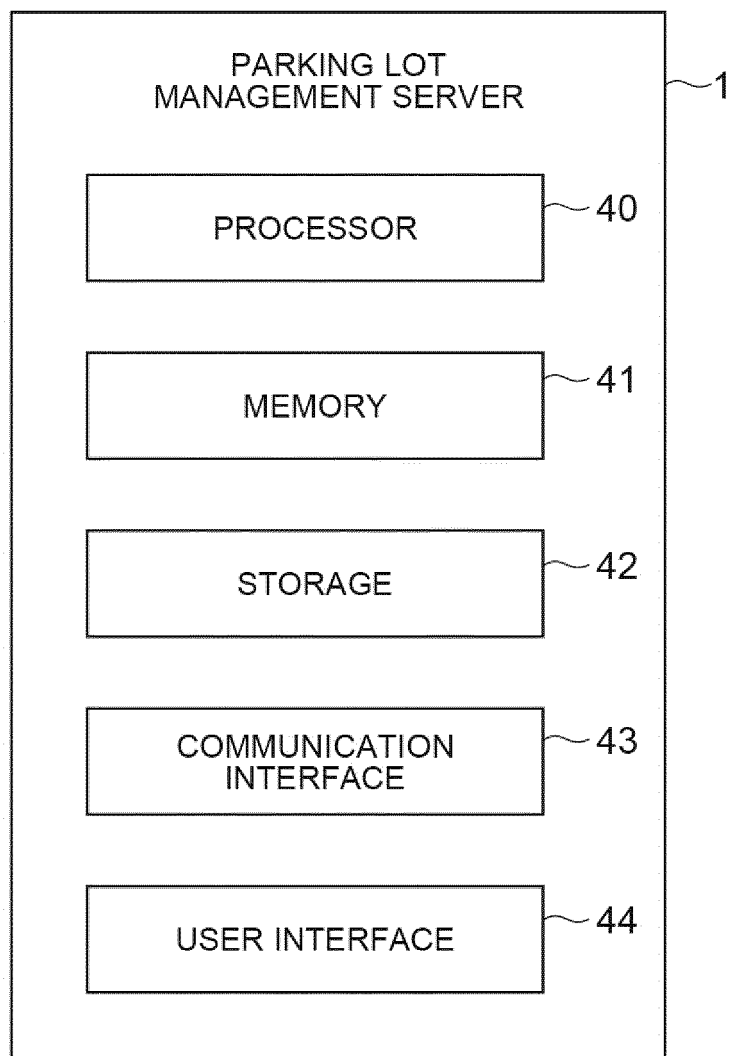 PARKING LOT
MANAGEMENT SERVER
1
PROCESSOR
40
MEMORY
41
STORAGE
42
COMMUNICATION
INTERFACE
43
USER INTERFACE
44